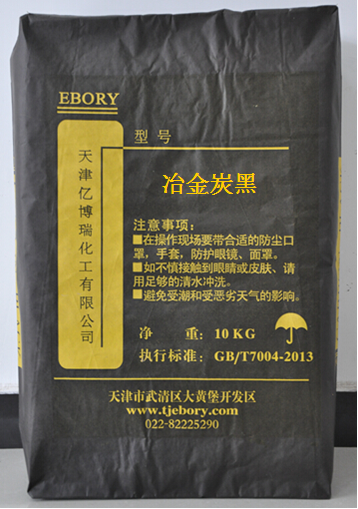 EBORY
天津亿博瑞化工有限公司
型号
冶金炭黑
注意事项：
■在操作现场要带合适的防尘口
罩，手套，防护眼镜、面罩。
■如不慎接触到眼睛或皮肤、请
用足够的清水冲洗。
■避免受潮和受恶劣天气的影响。
净 重：10 KG
执行标准：GB/T7004-2013
天津市武清区大黄堡开发区
www.tjebory.com
022-82225290